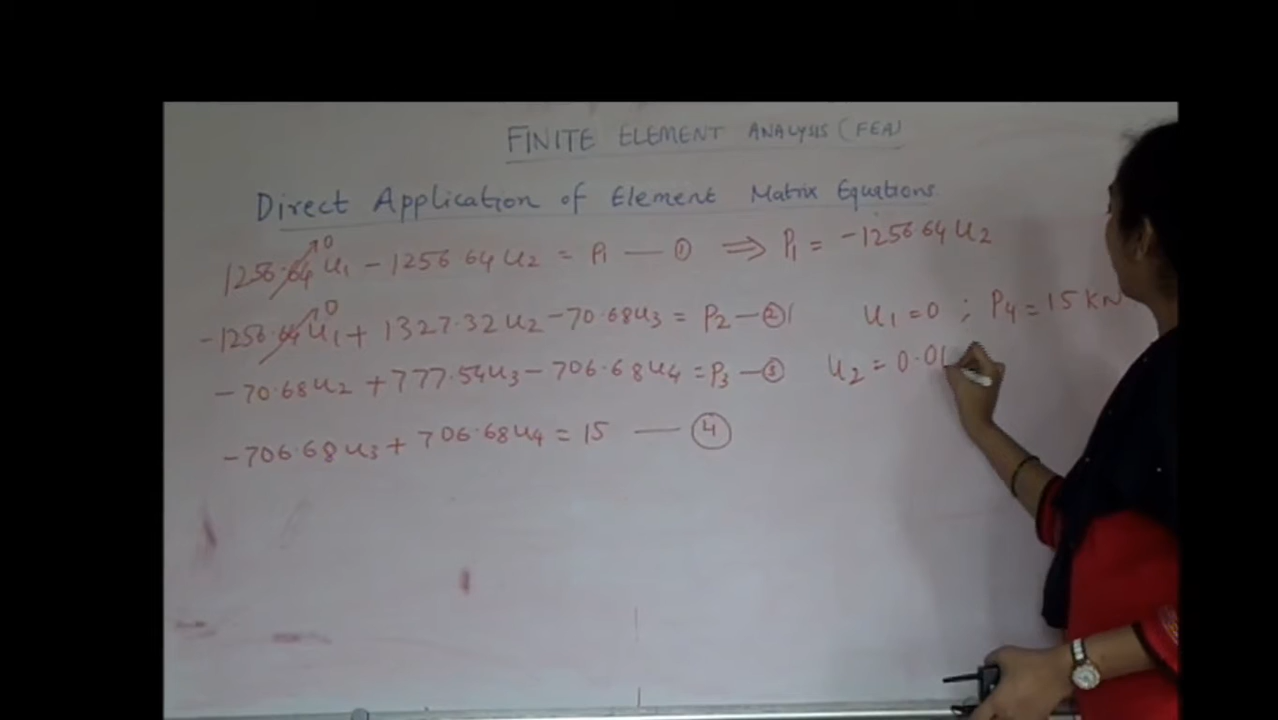 FINITE ELEMENT ANALYSIS (FEA)
Direct Application of Element Matrix Equations
1256.64 u₁ - 1256.64 u₂ = P₁ — ① ⟹ P₁ = -1256.64 u₂
0
-1256.64 u₁ + 1327.32 u₂ - 70.68 u₃ = P₂ — ②
0
u₁ = 0 ; P₄ = 15 kN
-70.68 u₂ + 777.54 u₃ - 706.68 u₄ = P₃ — ③
u₂ = 0.01
-706.68 u₃ + 706.68 u₄ = 15 — ④